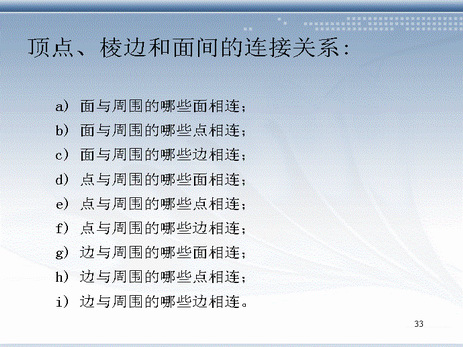 顶点、棱边和面间的连接关系:
a) 面与周围的哪些面相连;
b) 面与周围的哪些点相连;
c) 面与周围的哪些边相连;
d) 点与周围的哪些面相连;
e) 点与周围的哪些点相连;
f) 点与周围的哪些边相连;
g) 边与周围的哪些面相连;
h) 边与周围的哪些点相连;
i) 边与周围的哪些边相连。
33